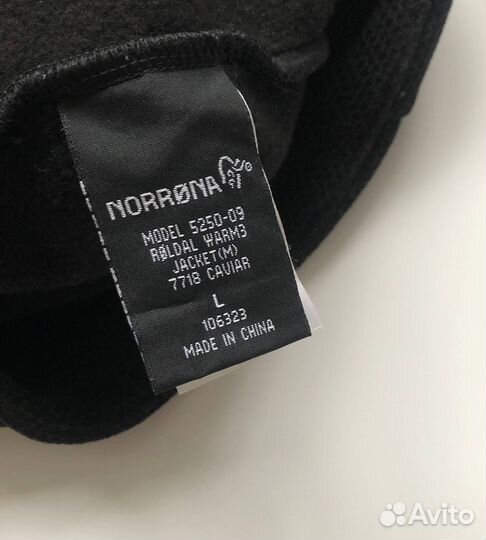 NORRØNA®
MODEL 5250-09
RØLDAL WARM3
JACKET(M)
7718 CAVIAR
L
106323
MADE IN CHINA
Avito